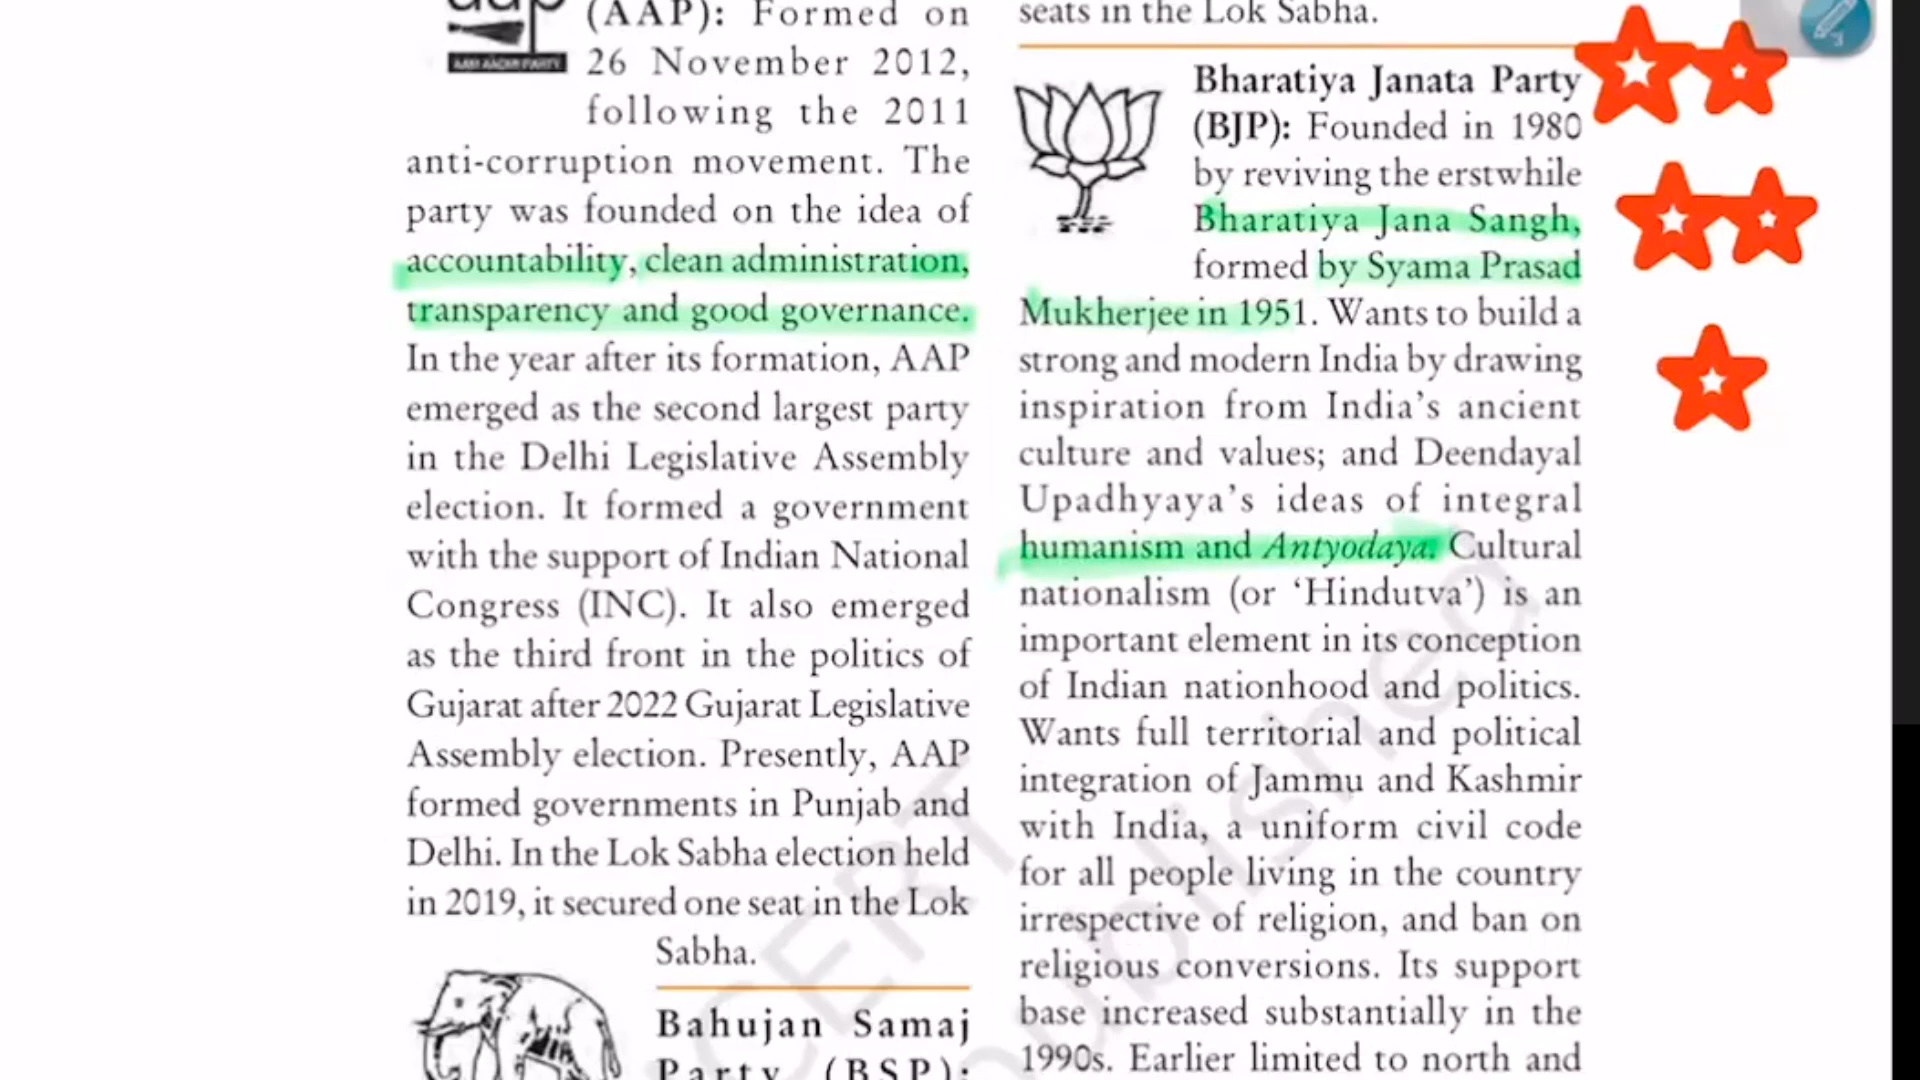 aap
AAM AADMI PARTY
(AAP): Formed on
26 November 2012,
following the 2011
anti-corruption movement. The
party was founded on the idea of
accountability, clean administration,
transparency and good governance.
In the year after its formation, AAP
emerged as the second largest party
in the Delhi Legislative Assembly
election. It formed a government
with the support of Indian National
Congress (INC). It also emerged
as the third front in the politics of
Gujarat after 2022 Gujarat Legislative
Assembly election. Presently, AAP
formed governments in Punjab and
Delhi. In the Lok Sabha election held
in 2019, it secured one seat in the Lok
Sabha.
Bahujan Samaj
Party (BSP):
seats in the Lok Sabha.
Bharatiya Janata Party
(BJP): Founded in 1980
by reviving the erstwhile
Bharatiya Jana Sangh,
formed by Syama Prasad
Mukherjee in 1951. Wants to build a
strong and modern India by drawing
inspiration from India's ancient
culture and values; and Deendayal
Upadhyaya's ideas of integral
humanism and Antyodaya. Cultural
nationalism (or ‘Hindutva’) is an
important element in its conception
of Indian nationhood and politics.
Wants full territorial and political
integration of Jammu and Kashmir
with India, a uniform civil code
for all people living in the country
irrespective of religion, and ban on
religious conversions. Its support
base increased substantially in the
1990s. Earlier limited to north and